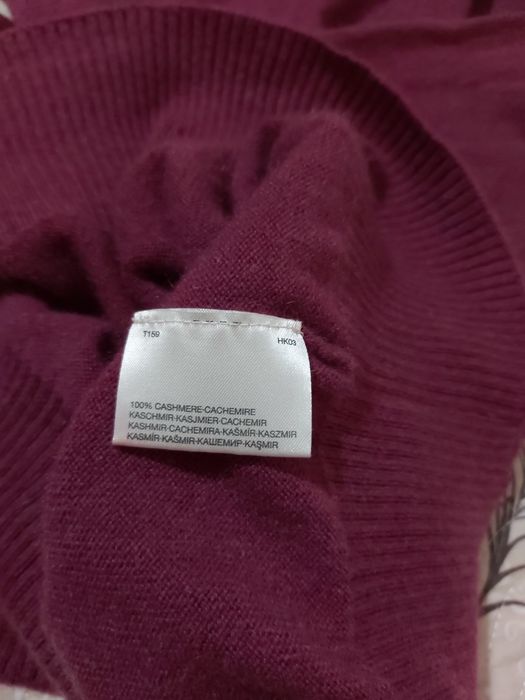 T159 HK03
100% CASHMERE-CACHEMIRE
KASCHMIR-KASJMIER-CACHEMIR
KASHMIR-CACHEMIRA-KAŠMÍR-KASZMIR
KASMÍR-KAŠMIR-КАШЕМИР-KAŞMIR